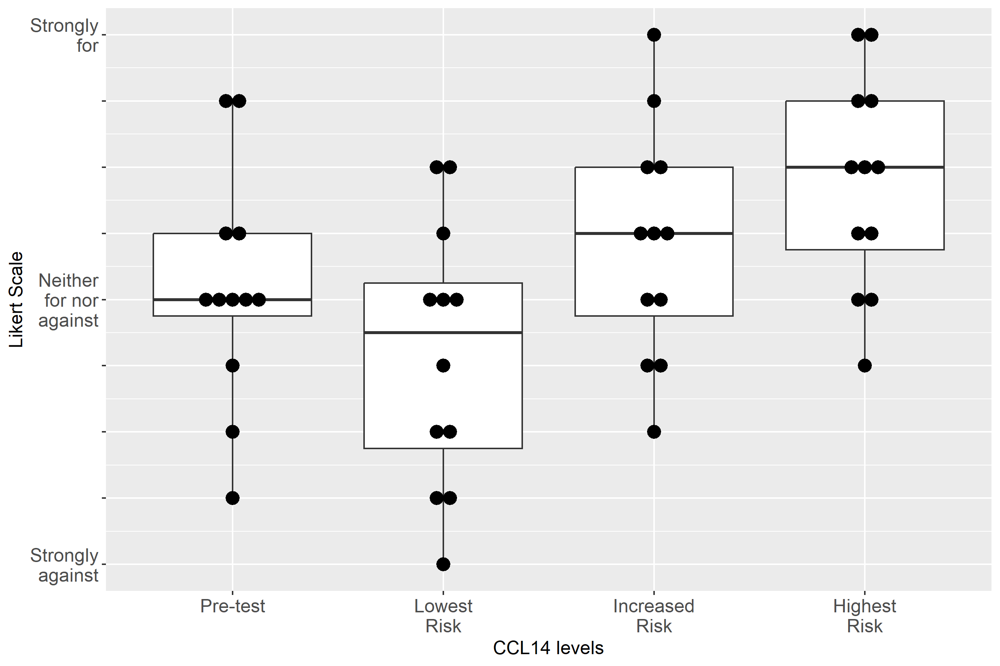 Strongly
for
Neither
for nor
against
Strongly
against
Likert Scale
Pre-test
Lowest
Risk
Increased
Risk
Highest
Risk
CCL14 levels